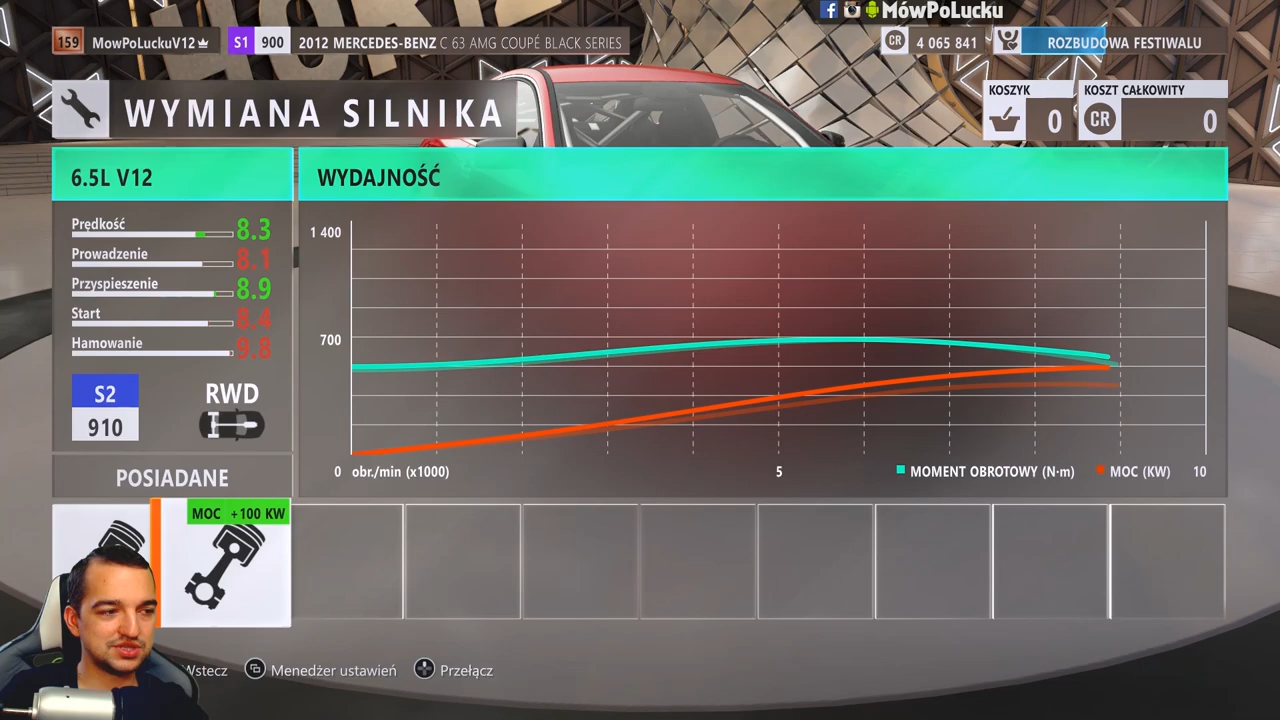 MówPoLucku
159 MowPoLuckuV12
S1 900 2012 MERCEDES-BENZ C 63 AMG COUPÉ BLACK SERIES
CR 4 065 841
ROZBUDOWA FESTIWALU
WYMIANA SILNIKA
KOSZYK
0
KOSZT CAŁKOWITY
CR 0
6.5L V12
Prędkość 8.3
Prowadzenie 8.1
Przyspieszenie 8.9
Start 8.4
Hamowanie 9.8
S2
910
RWD
POSIADANE
WYDAJNOŚĆ
1 400
700
0 obr./min (x1000) 5 MOMENT OBROTOWY (N·m) MOC (KW) 10
MOC +100 KW
Wstecz Menedżer ustawień Przełącz